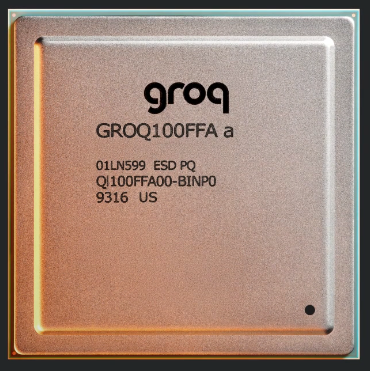 groq
GROQ100FFA a
01LN599 ESD PQ
QI100FFA00-BINP0
9316 US